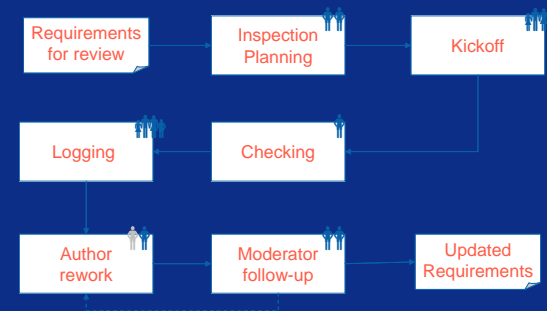 Requirements
for review
Inspection
Planning
Kickoff
Logging
Checking
Author
rework
Moderator
follow-up
Updated
Requirements